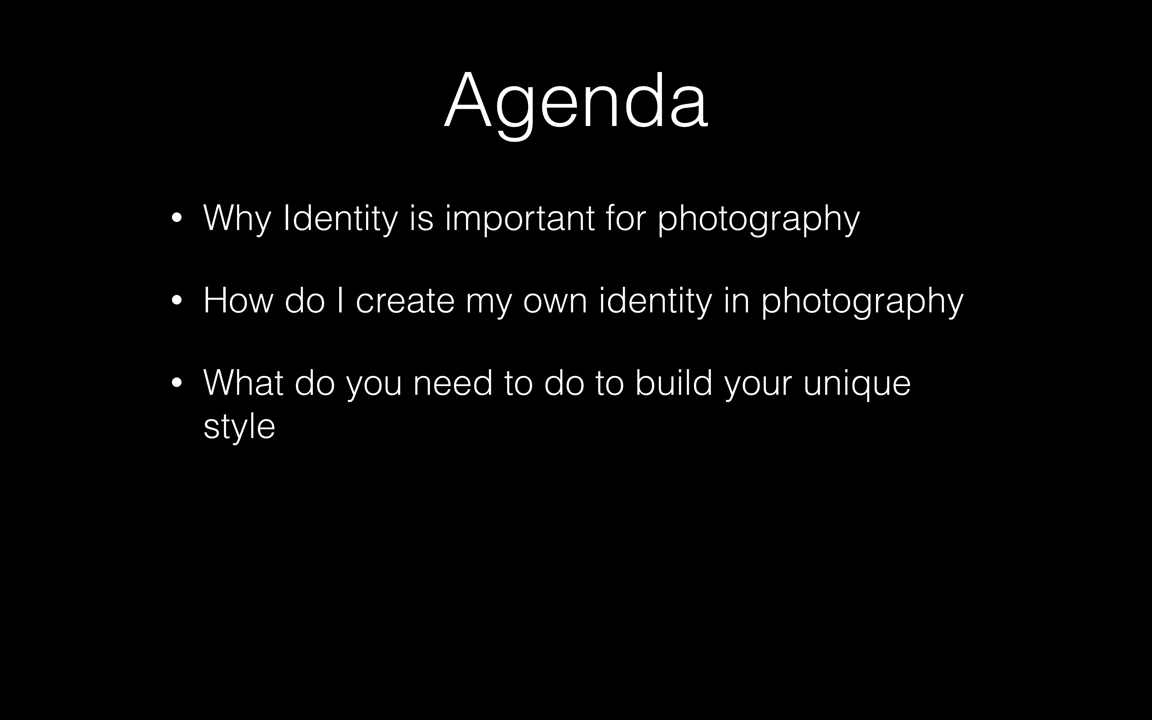 Agenda
• Why Identity is important for photography
• How do I create my own identity in photography
• What do you need to do to build your unique
style